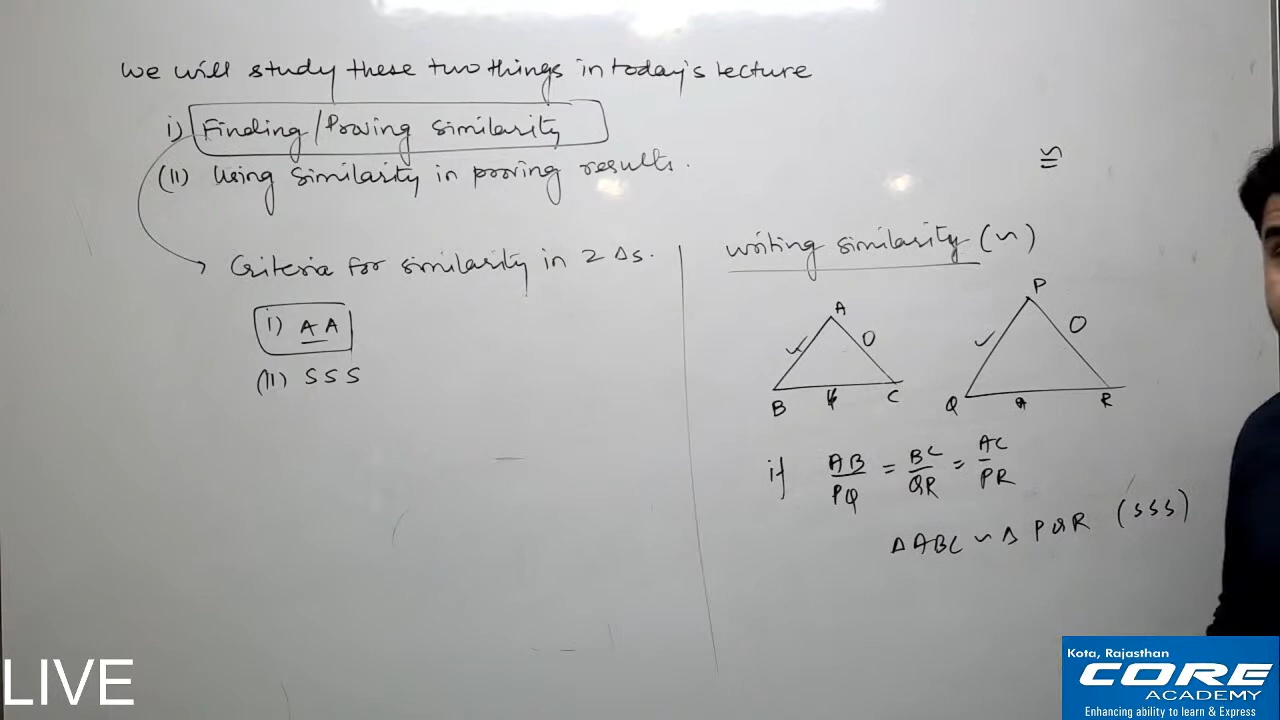 We will study these two things in today's lecture
i) Finding/Proving similarity
(II) Using Similarity in proving results.
≅
Criteria for similarity in 2 Δs.
i) AA
(II) SSS
Writing similarity (~)
A
B C
P
Q R
if AB/PQ = BC/QR = AC/PR
ΔABC ~ Δ PQR (SSS)
LIVE
Kota, Rajasthan
CORE
ACADEMY
Enhancing ability to learn & Express